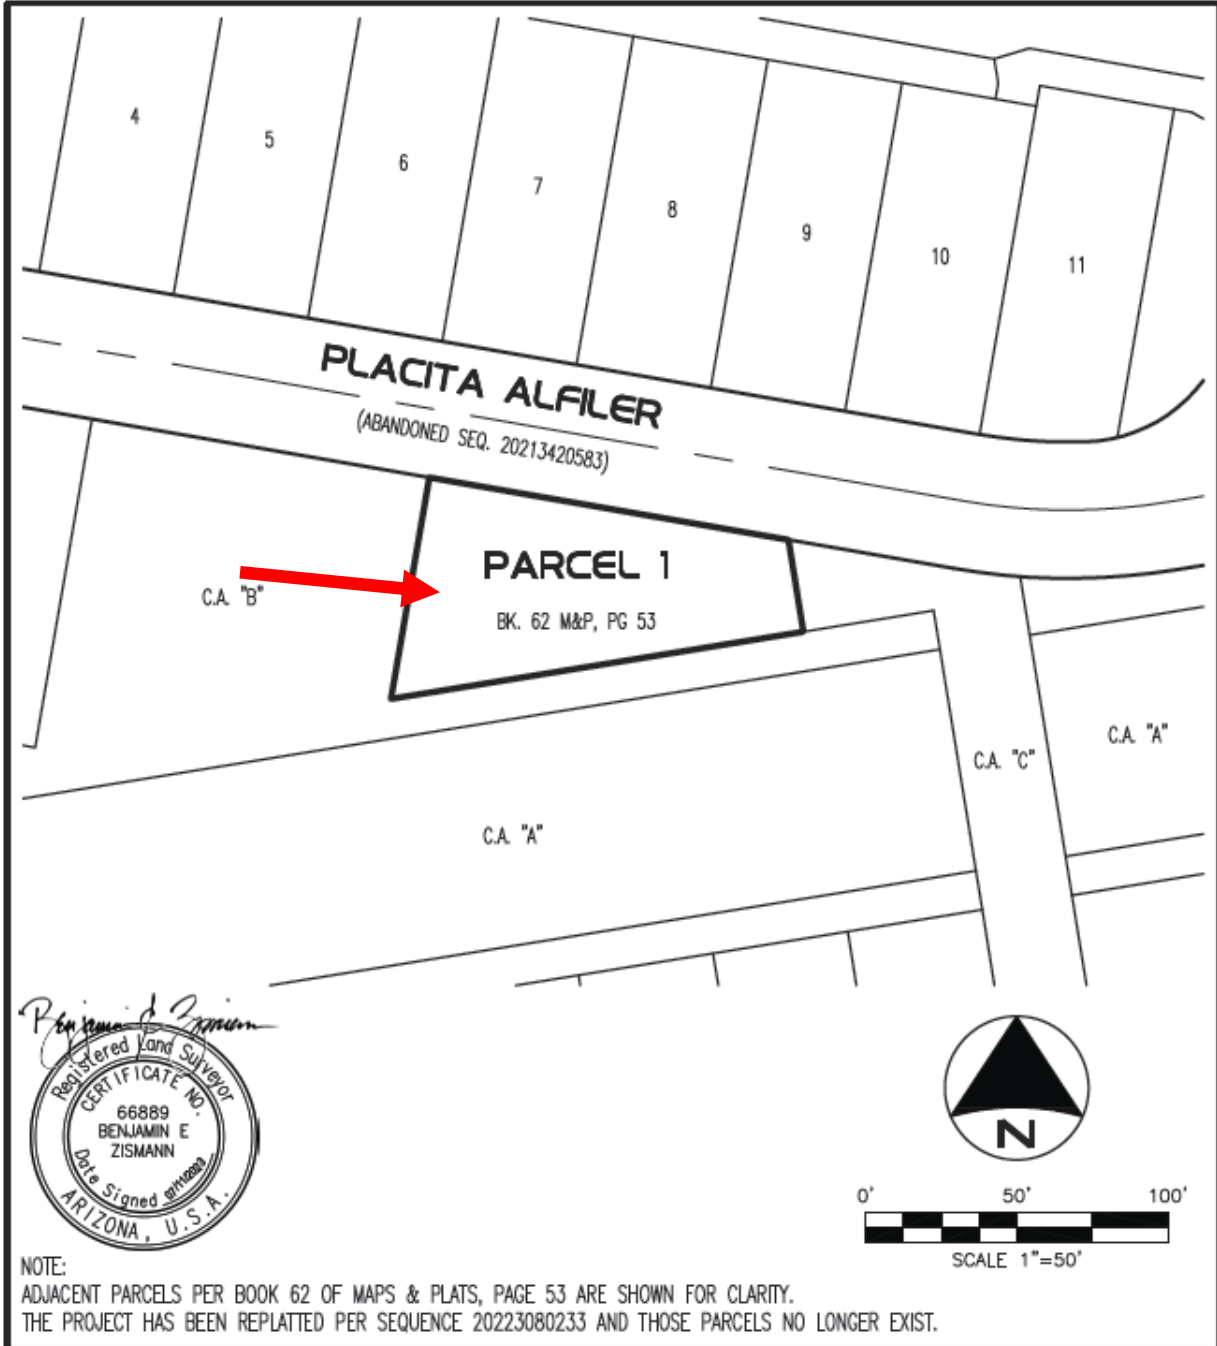 4
5
6
7
8
9
10
11
PLACITA ALFILER
(ABANDONED SEQ. 20213420583)
PARCEL 1
BK. 62 M&P, PG 53
C.A. "B"
C.A. "A"
C.A. "C"
C.A. "A"
Benjamin E Zismann
Registered Land Surveyor
CERTIFICATE NO.
66889
BENJAMIN E
ZISMANN
Date Signed
ARIZONA, U.S.A.
N
0' 50' 100'
SCALE 1"=50'
NOTE:
ADJACENT PARCELS PER BOOK 62 OF MAPS & PLATS, PAGE 53 ARE SHOWN FOR CLARITY.
THE PROJECT HAS BEEN REPLATTED PER SEQUENCE 20223080233 AND THOSE PARCELS NO LONGER EXIST.